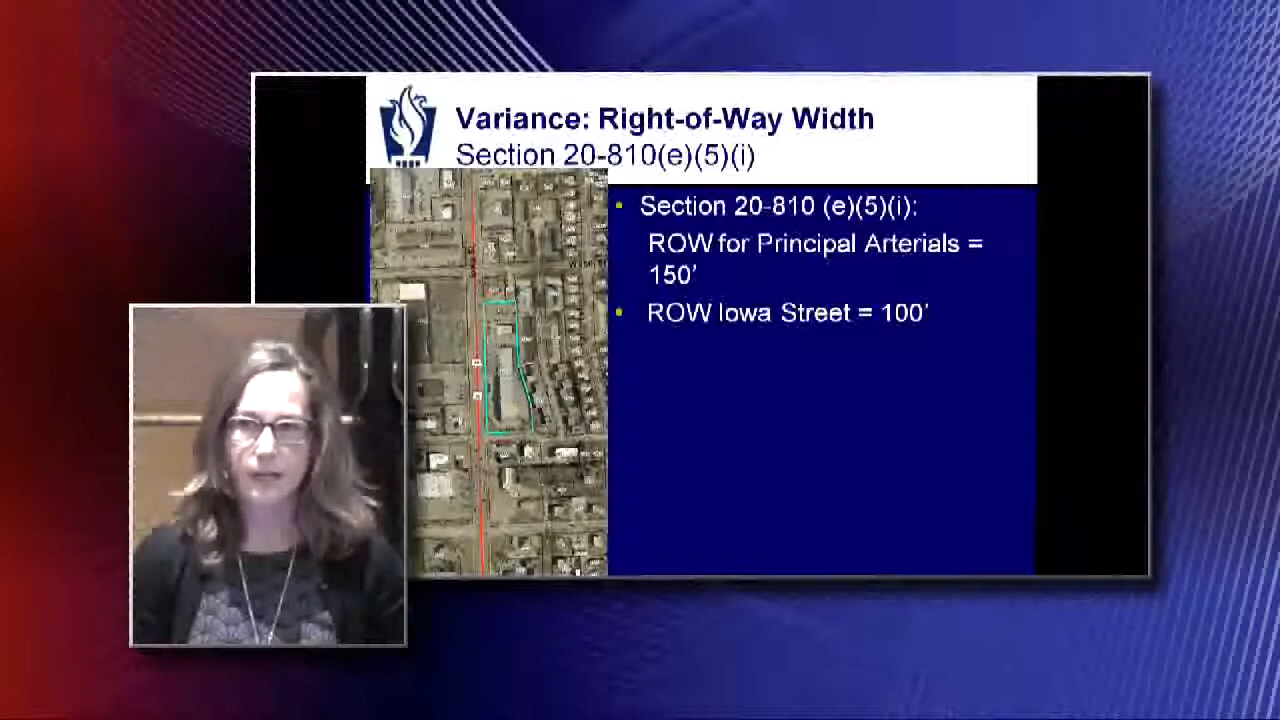 Variance: Right-of-Way Width
Section 20-810(e)(5)(i)
• Section 20-810 (e)(5)(i):
ROW for Principal Arterials =
150’
• ROW Iowa Street = 100’